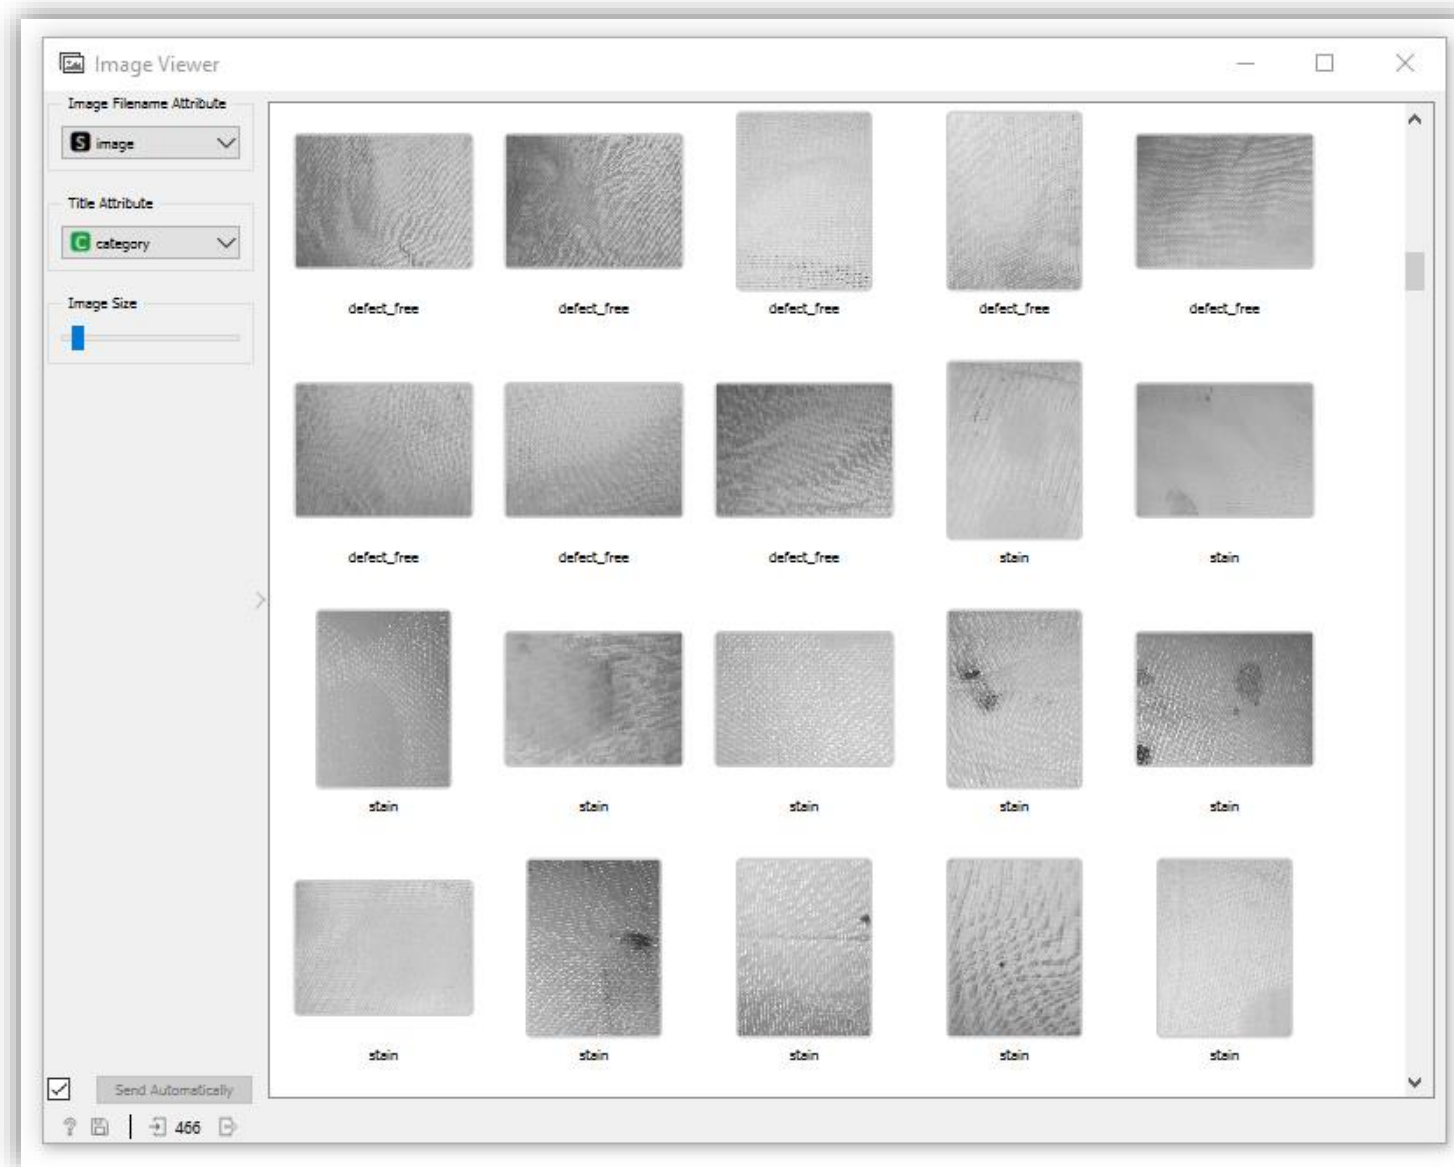 Image Viewer
Image Filename Attribute
S image
Title Attribute
C category
Image Size
defect_free defect_free defect_free defect_free defect_free
defect_free defect_free defect_free stain stain
stain stain stain stain stain
stain stain stain stain stain
Send Automatically
? 466